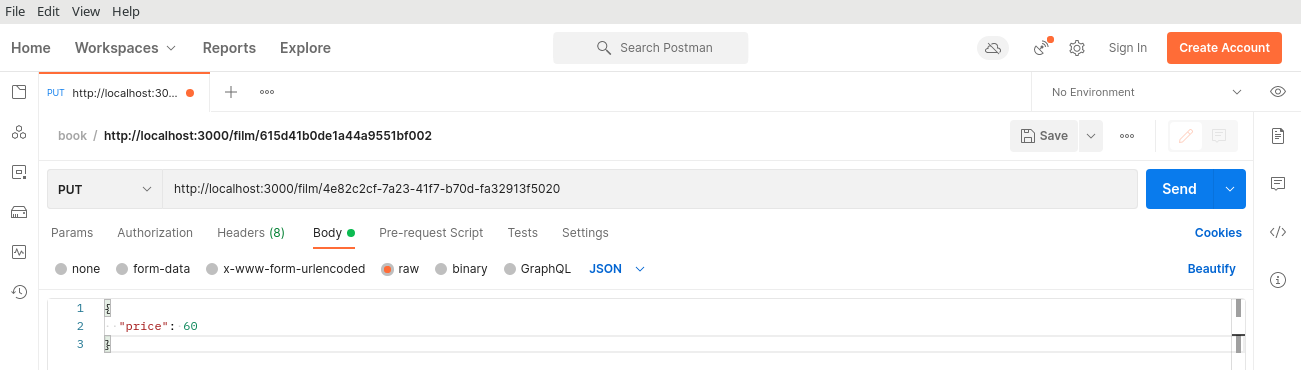 File Edit View Help
Home Workspaces Reports Explore Search Postman Sign In Create Account
PUT http://localhost:30... No Environment
book / http://localhost:3000/film/615d41b0de1a44a9551bf002 Save
PUT http://localhost:3000/film/4e82c2cf-7a23-41f7-b70d-fa32913f5020 Send
Params Authorization Headers (8) Body Pre-request Script Tests Settings Cookies
none form-data x-www-form-urlencoded raw binary GraphQL JSON Beautify
1 {
2 "price": 60
3 }